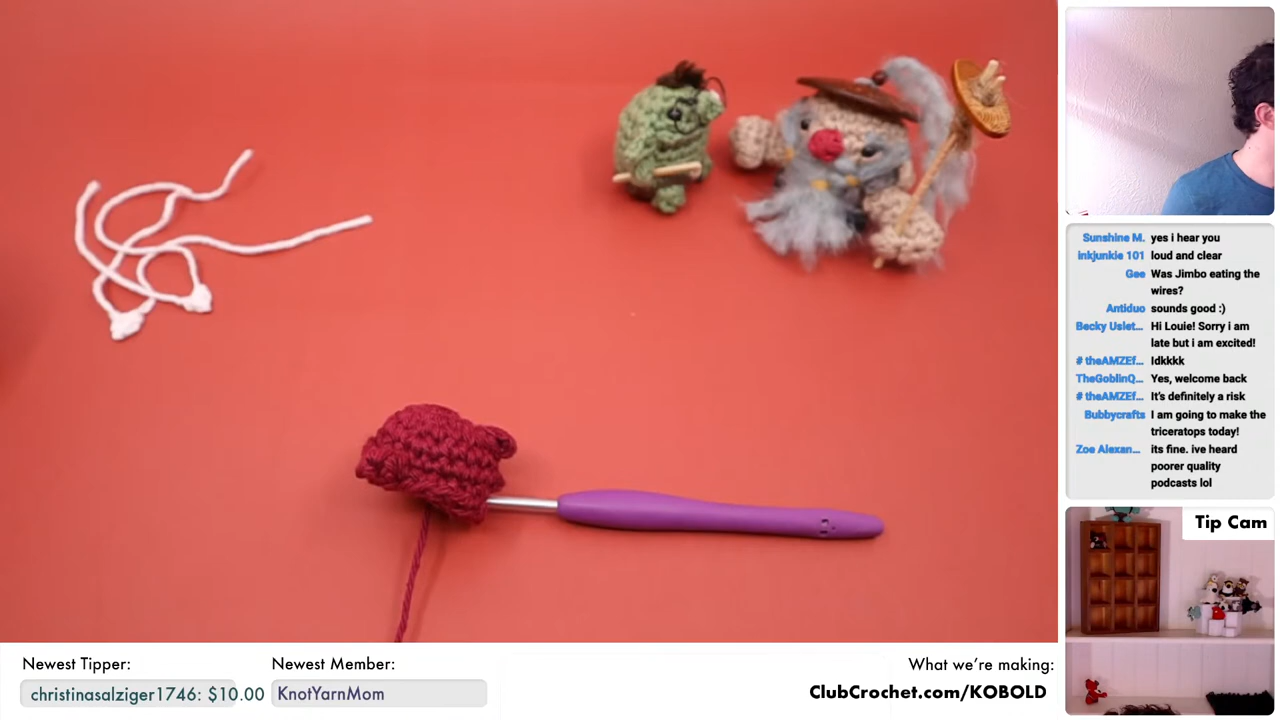 Sunshine M. yes i hear you
inkjunkie 101 loud and clear
Gee Was Jimbo eating the
wires?
Antiduo sounds good :)
Becky Uslet... Hi Louie! Sorry i am
late but i am excited!
# theAMZEf... Idkkkk
TheGoblinQ... Yes, welcome back
# theAMZEf... It's definitely a risk
Bubbycrafts I am going to make the
triceratops today!
Zoe Alexan... its fine. ive heard
poorer quality
podcasts lol
Tip Cam
Newest Tipper:
christinasalziger1746: $10.00
Newest Member:
KnotYarnMom
What we're making:
ClubCrochet.com/KOBOLD